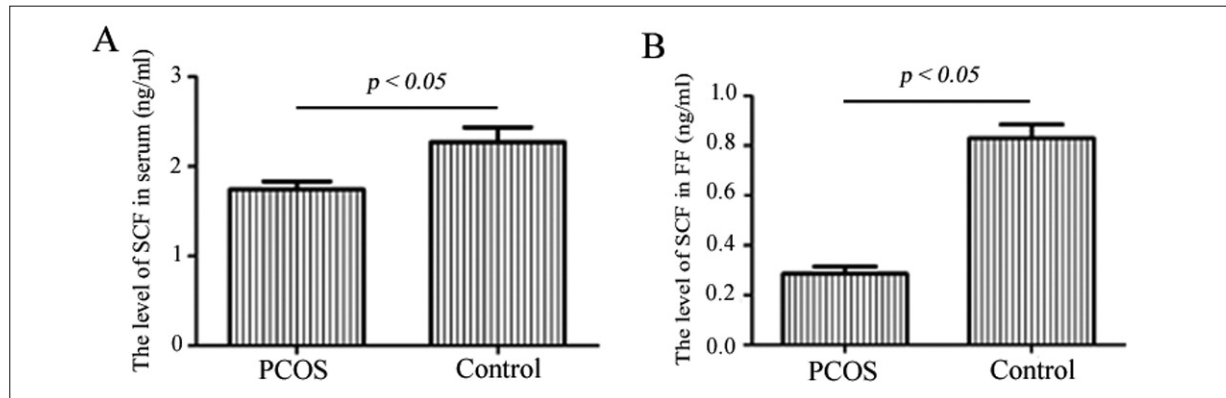 A
The level of SCF in serum (ng/ml)
3
2
1
0
p < 0.05
PCOS
Control
B
The level of SCF in FF (ng/ml)
1.0
0.8
0.6
0.4
0.2
0.0
p < 0.05
PCOS
Control